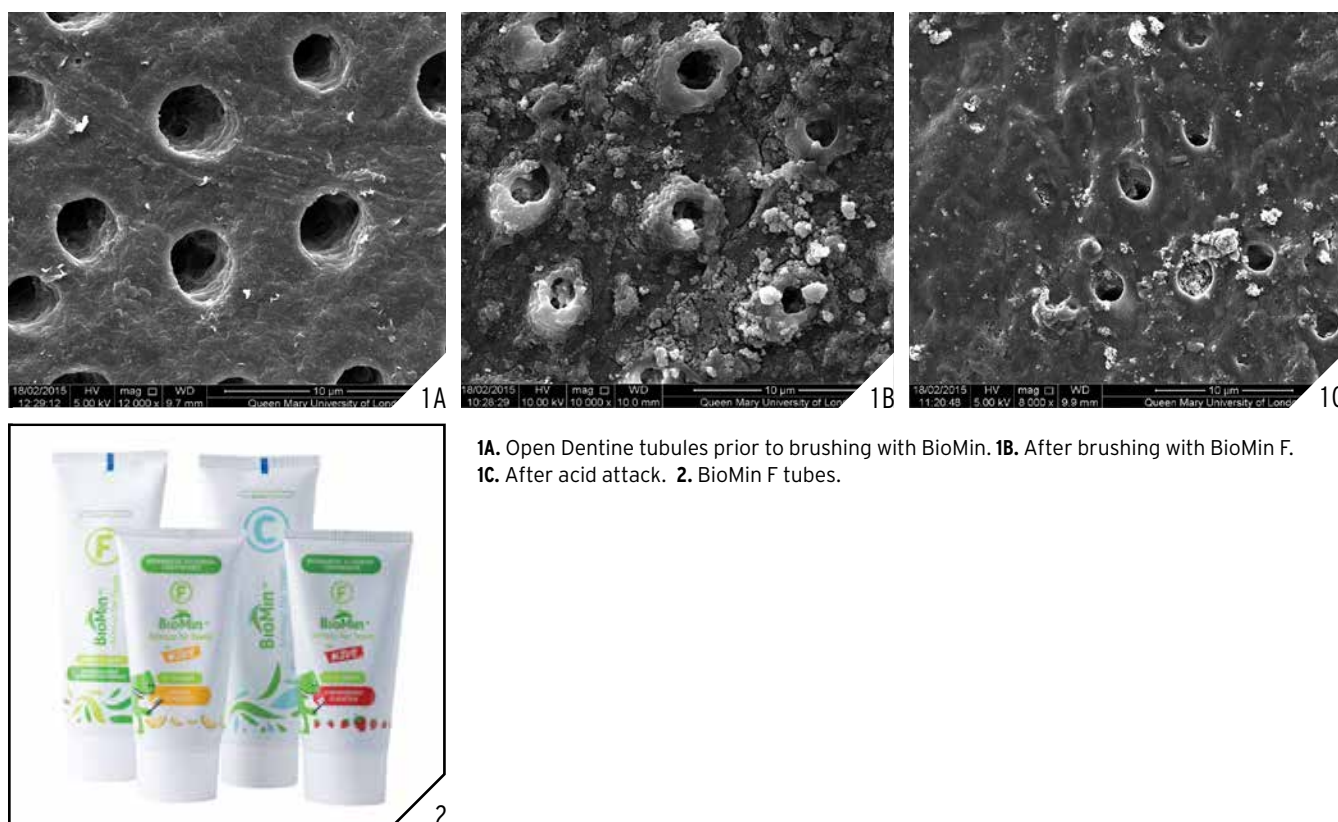 18/02/2015 HV mag □ WD 10 µm
12:29:12 5.00 kV 12 000 x 9.7 mm Queen Mary University of Lon
1A
18/02/2015 HV mag □ WD 10 µm
10:28:29 10.00 kV 10 000 x 10.0 mm Queen Mary University of Lon
1B
18/02/2015 HV mag □ WD 10 µm
11:20:48 5.00 kV 8 000 x 9.9 mm Queen Mary University of Lond
1C
1A. Open Dentine tubules prior to brushing with BioMin. 1B. After brushing with BioMin F.
1C. After acid attack. 2. BioMin F tubes.
F
BioMin
C
BioMin
F
BioMin
KIDS
F
BioMin
KIDS
2